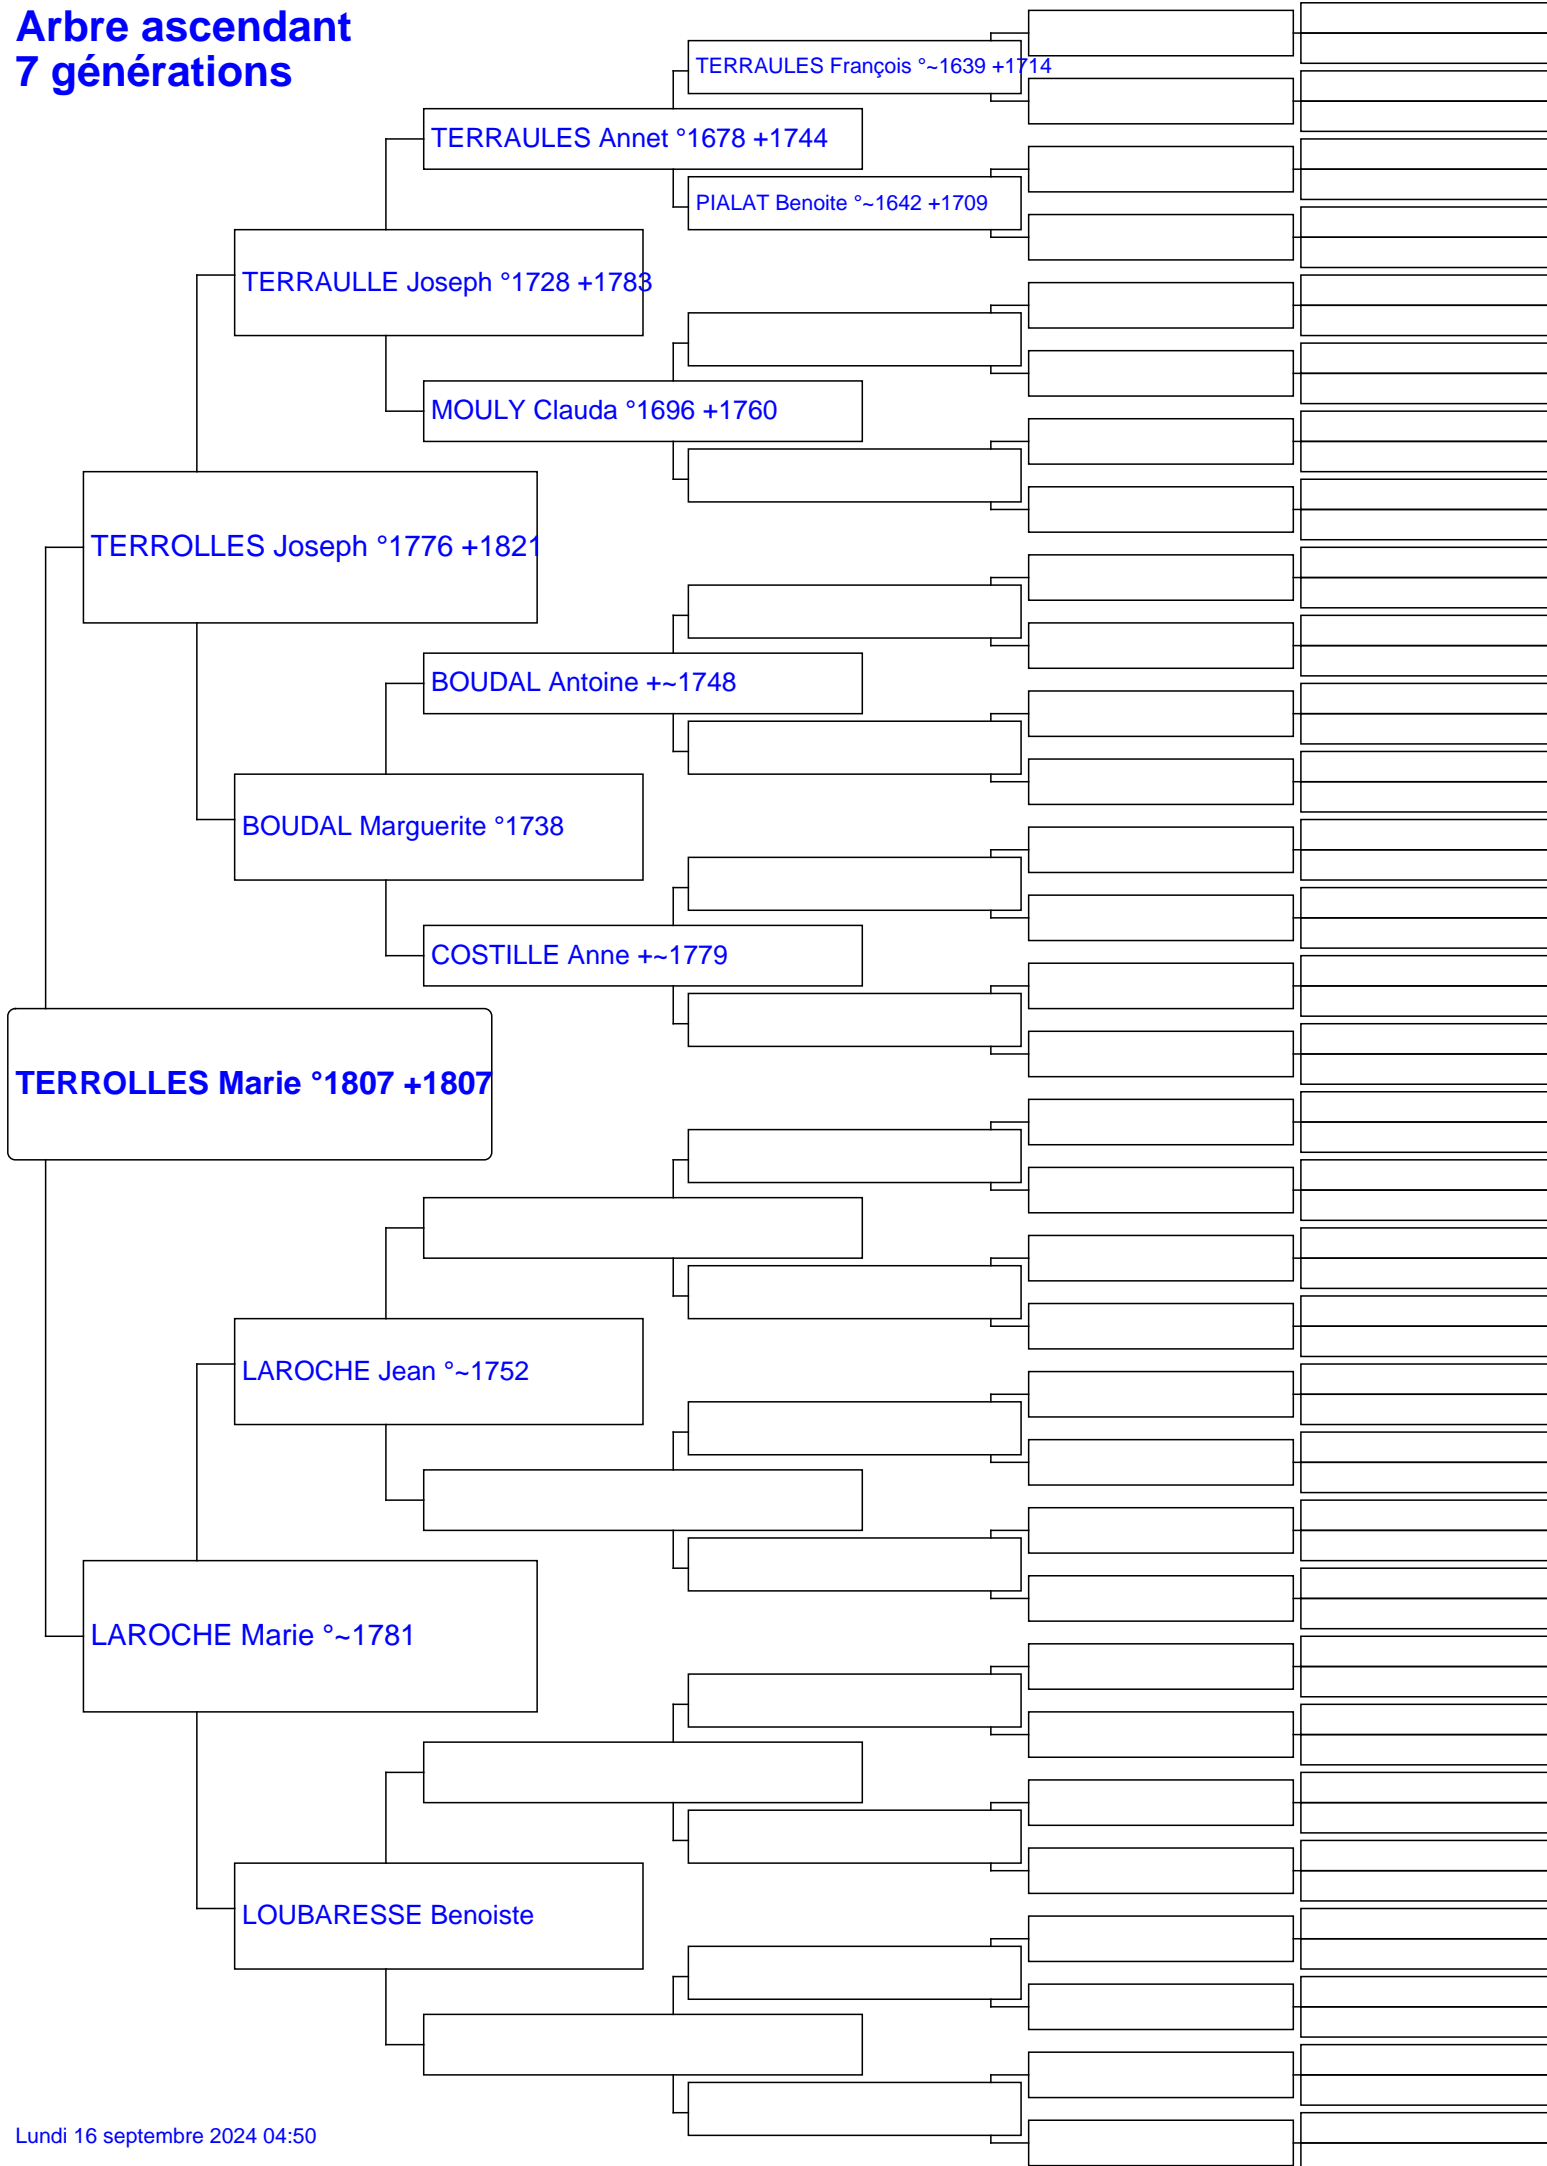 Arbre ascendant
7 générations
TERRAULES François °~1639 +1714
TERRAULES Annet °1678 +1744
PIALAT Benoite °~1642 +1709
TERRAULLE Joseph °1728 +1783
MOULY Clauda °1696 +1760
TERROLLES Joseph °1776 +1821
BOUDAL Antoine +~1748
BOUDAL Marguerite °1738
COSTILLE Anne +~1779
TERROLLES Marie °1807 +1807
LAROCHE Jean °~1752
LAROCHE Marie °~1781
LOUBARESSE Benoiste
Lundi 16 septembre 2024 04:50